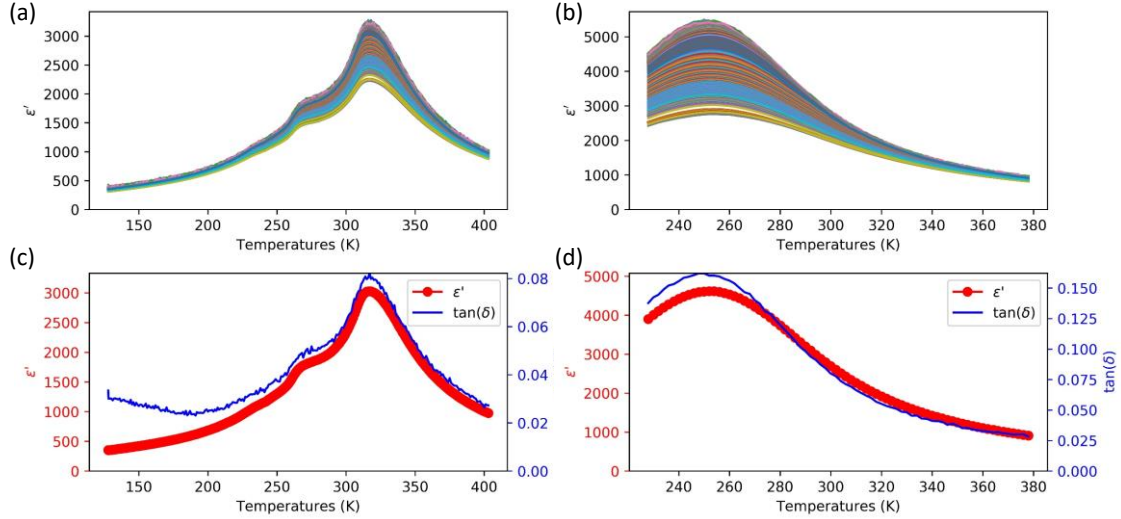 (a)
3000
2500
2000
1500
1000
500
0
ε'
150 200 250 300 350 400
Temperatures (K)
(b)
5000
4000
3000
2000
1000
0
ε'
240 260 280 300 320 340 360 380
Temperatures (K)
(c)
3000
2500
2000
1500
1000
500
0
ε'
ε'
tan(δ)
0.08
0.06
0.04
0.02
0.00
150 200 250 300 350 400
Temperatures (K)
(d)
5000
4000
3000
2000
1000
0
ε'
ε'
tan(δ)
0.150
0.125
0.100
0.075
0.050
0.025
0.000
tan(δ)
240 260 280 300 320 340 360 380
Temperatures (K)